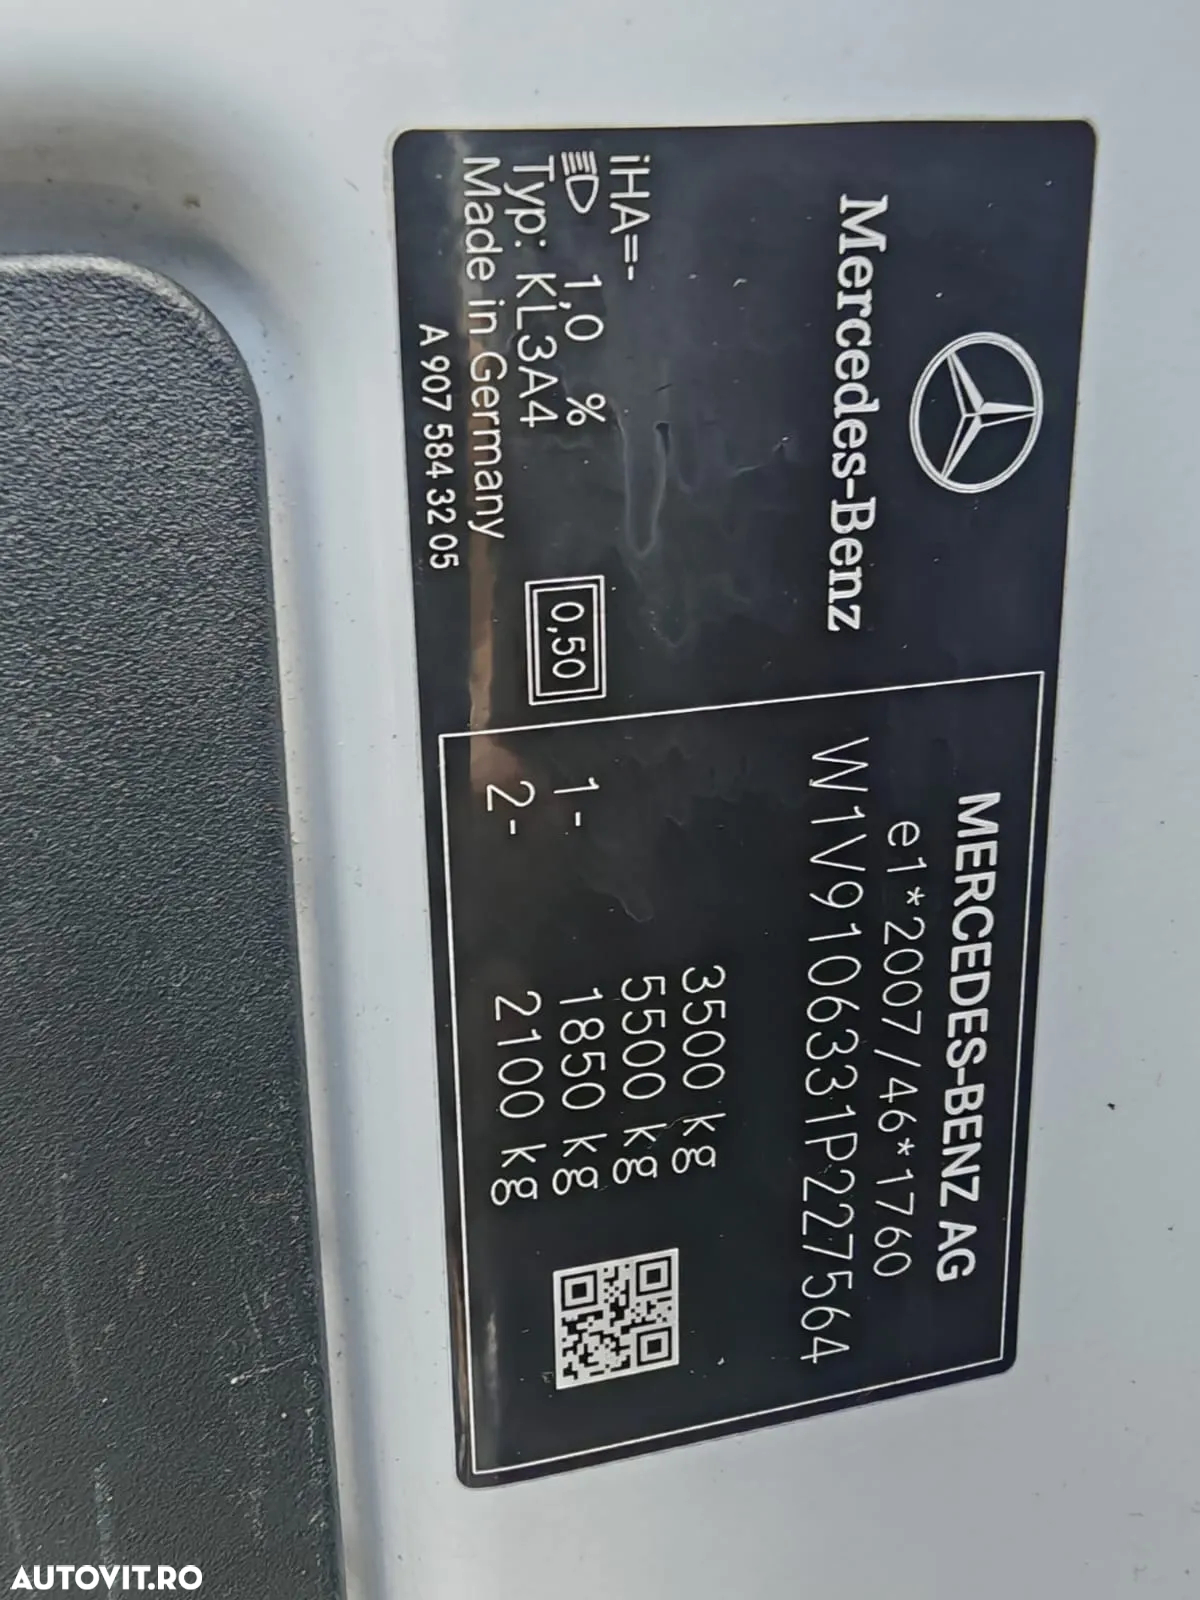 Mercedes-Benz
iHA=-
1,0 %
Typ: KL3A4
Made in Germany
A 907 584 32 05
0,50
MERCEDES-BENZ AG
e1*2007/46*1760
W1V9106331P227564
3500 kg
5500 kg
1- 1850 kg
2- 2100 kg
AUTOVIT.RO